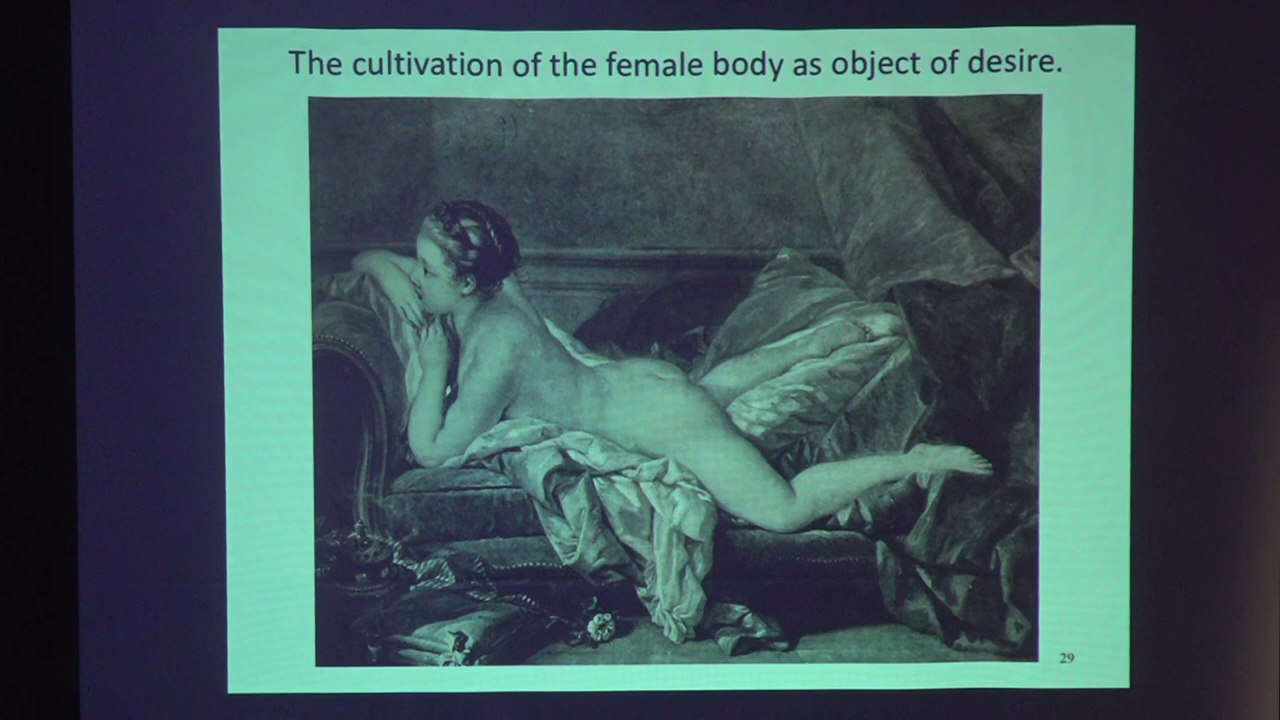 The cultivation of the female body as object of desire.
29